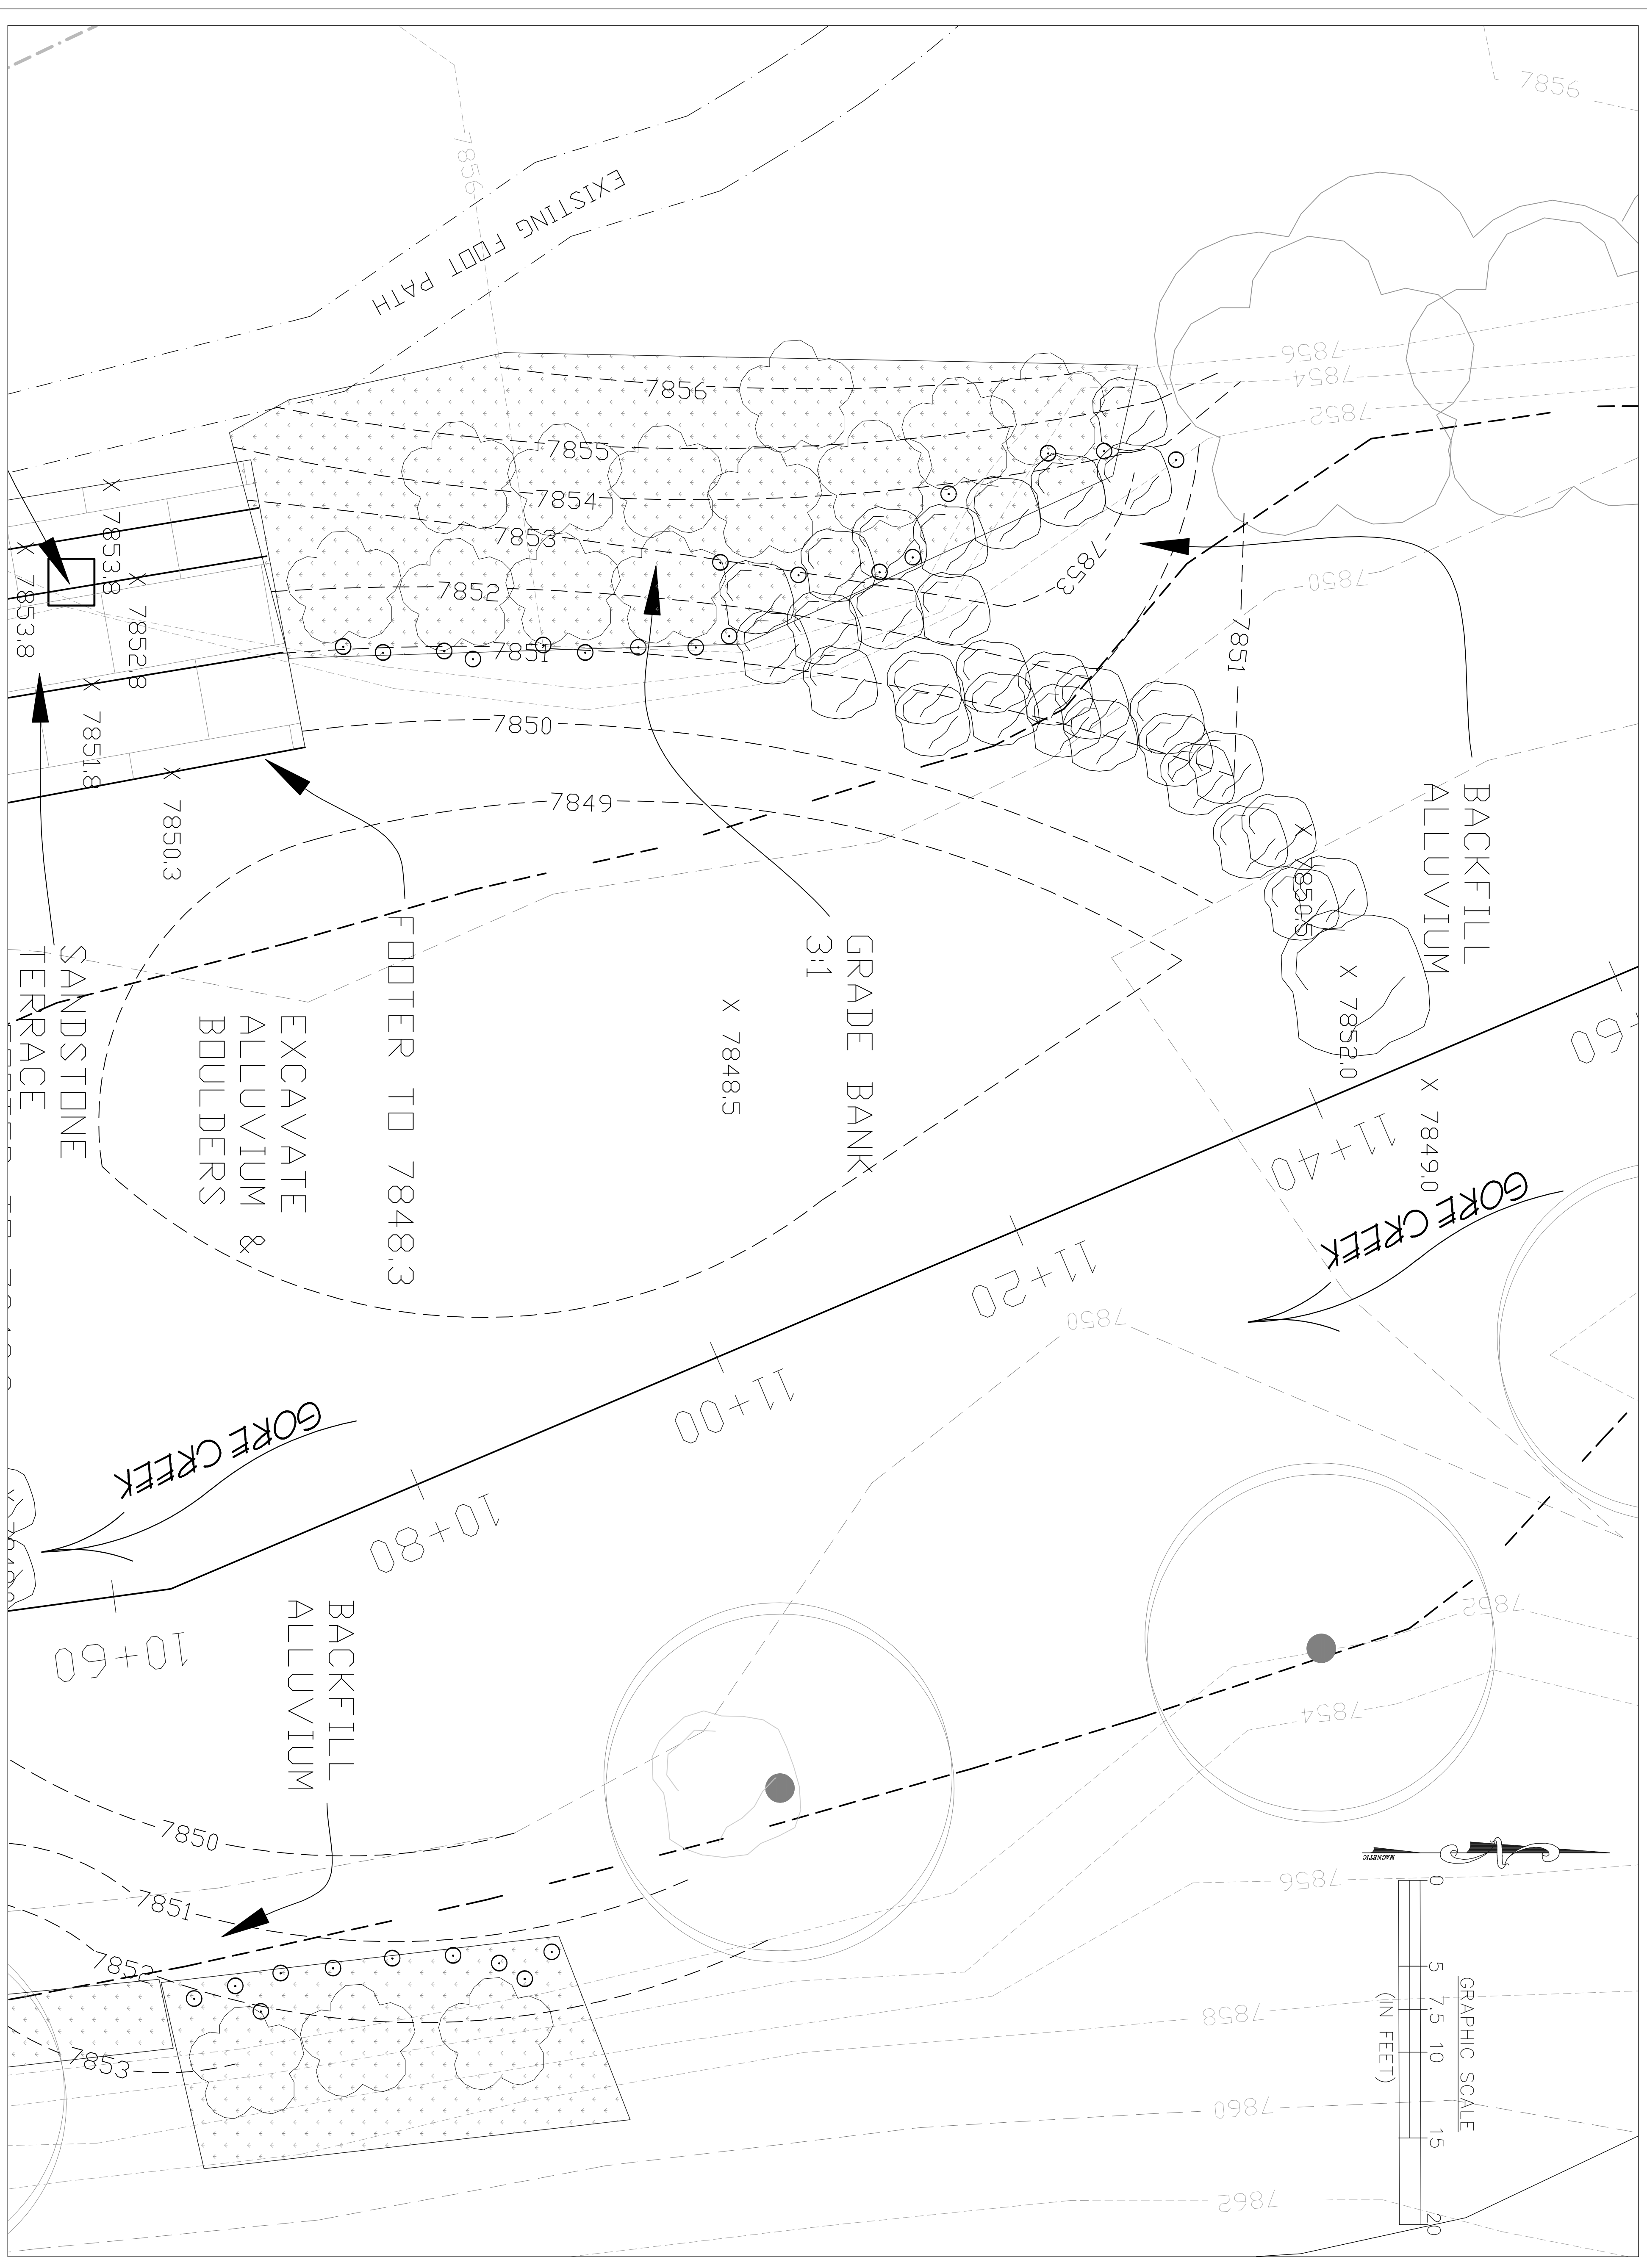 7856
7856
EXISTING FOOT PATH
7856
7854
7852
7850
7856
7855
7854
7853
7852
7851
7850
7849
7853
7851
7853.8
7853.8
7852.8
7851.8
7850.3
7850.5
7852.0
7849.0
7848.5
BACKFILL
ALLUVIUM
GRADE BANK
3:1
FOOTER TO 7848.3
EXCAVATE
ALLUVIUM &
BOULDERS
SANDSTONE
TERRACE
11+40
11+20
11+00
10+80
10+60
GORE CREEK
GORE CREEK
7850
7852
7854
7856
7858
7860
7862
BACKFILL
ALLUVIUM
7850
7851
7852
7853
MAGNETIC
0 5 7.5 10 15 20
GRAPHIC SCALE
(IN FEET)